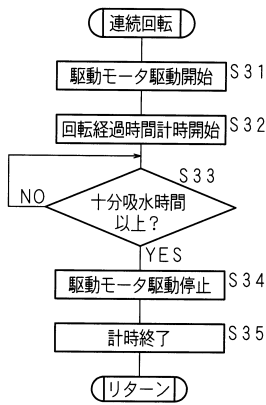 連続回転
駆動モータ駆動開始
S31
回転経過時間計時開始
S32
S33
十分吸水時間
以上?
NO
YES
駆動モータ駆動停止
S34
計時終了
S35
リターン